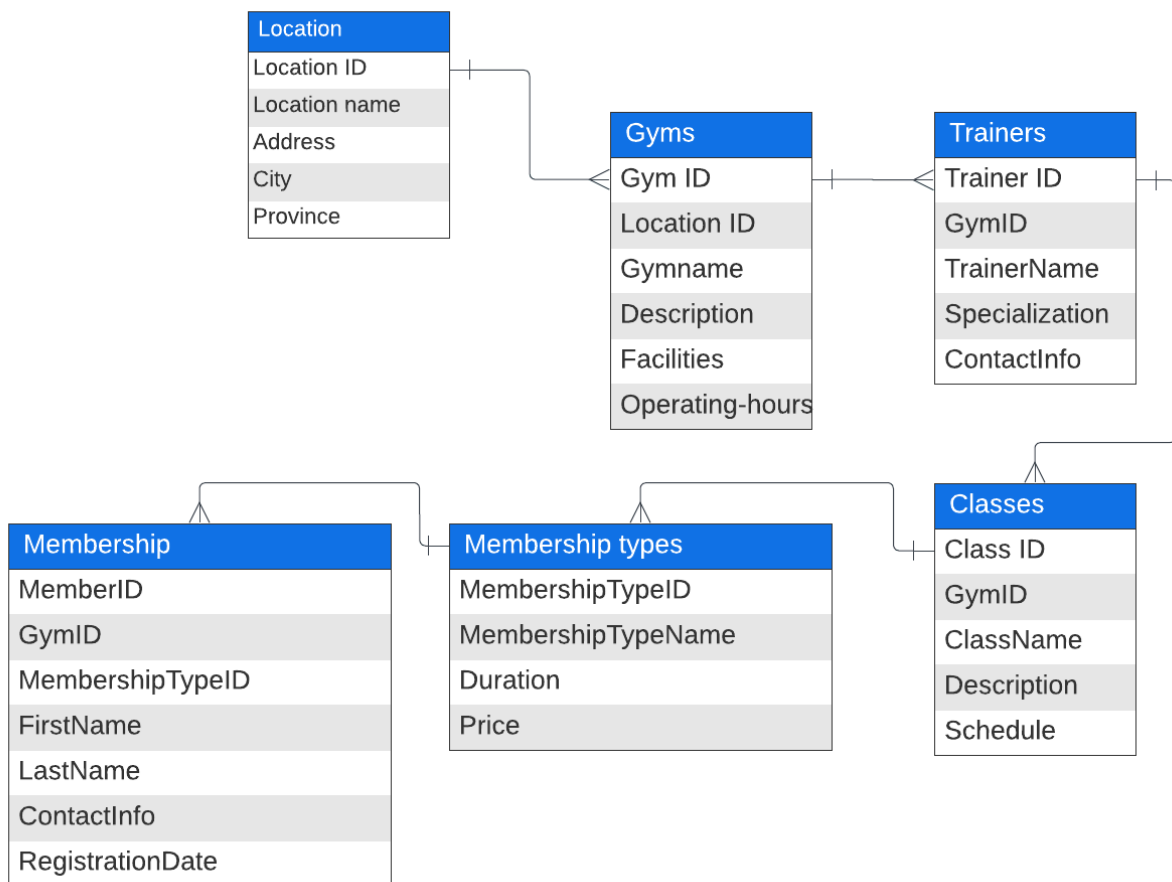 Location
Location ID
Location name
Address
City
Province
Gyms
Gym ID
Location ID
Gymname
Description
Facilities
Operating-hours
Trainers
Trainer ID
GymID
TrainerName
Specialization
ContactInfo
Membership
MemberID
GymID
MembershipTypeID
FirstName
LastName
ContactInfo
RegistrationDate
Membership types
MembershipTypeID
MembershipTypeName
Duration
Price
Classes
Class ID
GymID
ClassName
Description
Schedule